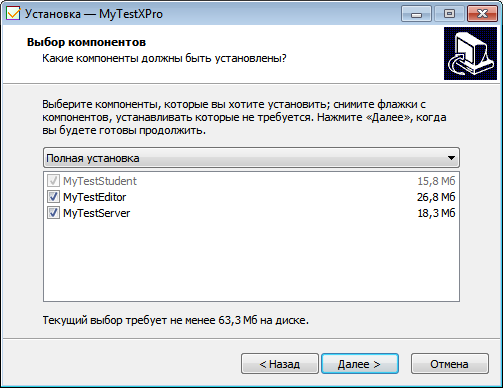 Установка — MyTestXPro
Выбор компонентов
Какие компоненты должны быть установлены?
Выберите компоненты, которые вы хотите установить; снимите флажки с
компонентов, устанавливать которые не требуется. Нажмите «Далее», когда
вы будете готовы продолжить.
Полная установка
MyTestStudent 15,8 Мб
MyTestEditor 26,8 Мб
MyTestServer 18,3 Мб
Текущий выбор требует не менее 63,3 Мб на диске.
< Назад Далее > Отмена